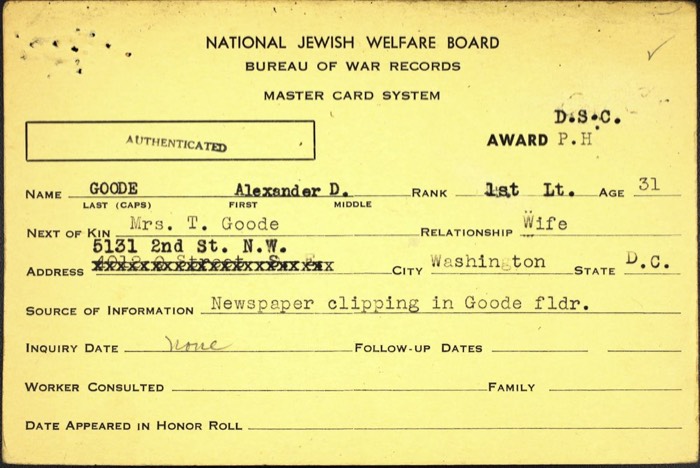 NATIONAL JEWISH WELFARE BOARD
BUREAU OF WAR RECORDS
MASTER CARD SYSTEM
D.S.C.
AUTHENTICATED AWARD P.H
NAME GOODE Alexander D. RANK 1st Lt. AGE 31
LAST (CAPS) FIRST MIDDLE
NEXT OF KIN Mrs. T. Goode RELATIONSHIP Wife
5131 2nd St. N.W.
ADDRESS CITY Washington STATE D.C.
SOURCE OF INFORMATION Newspaper clipping in Goode fldr.
INQUIRY DATE none FOLLOW-UP DATES
WORKER CONSULTED FAMILY
DATE APPEARED IN HONOR ROLL